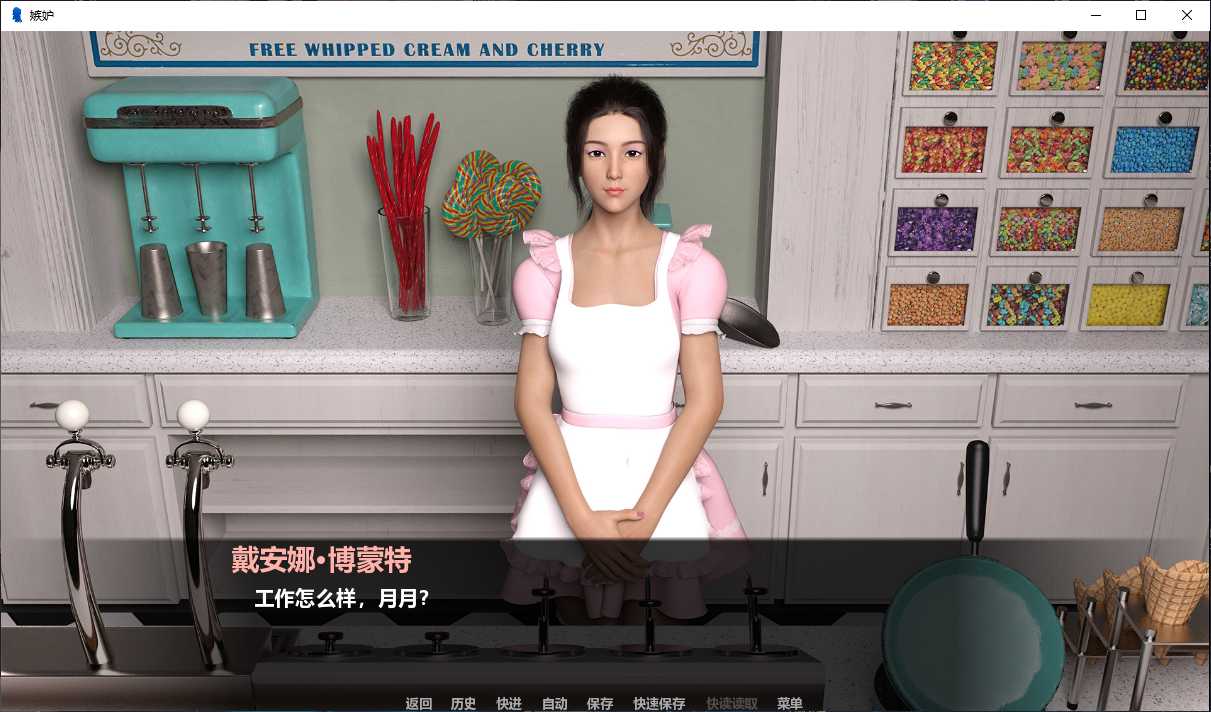 嫉妒
FREE WHIPPED CREAM AND CHERRY
戴安娜•博蒙特
工作怎么样，月月?
返回 历史 快进 自动 保存 快速保存 快读读取 菜单